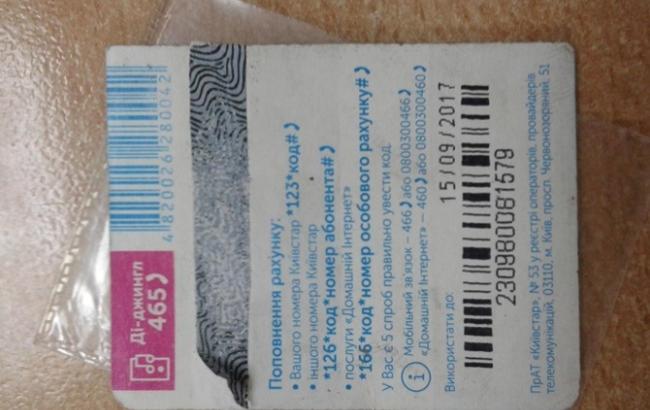 Ді-джингл
465
4 820026 280042
Поповнення рахунку:
• Вашого номера Київстар *123*код#
• іншого номера Київстар
*126*код*номер абонента#
• послуги «Домашній Інтернет»
*166*код*номер особового рахунку#
У Вас є 5 спроб правильно увести код.
Мобільний зв'язок – 466 або 0800300466
«Домашній Інтернет» – 460 або 0800300460
Використати до: 15/09/2017
2309800081579
ПрАТ «Київстар», № 53 у реєстрі операторів, провайдерів
телекомунікацій, 03110, м. Київ, просп. Червонозоряний, 51